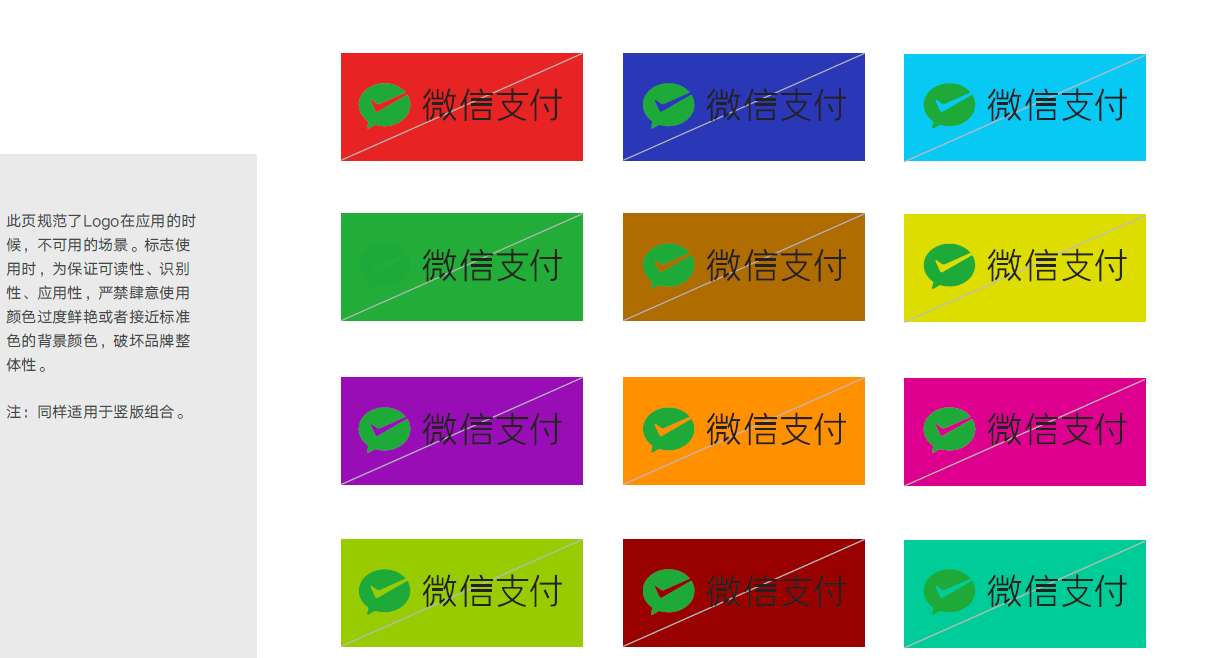 此页规范了Logo在应用的时
候，不可用的场景。标志使
用时，为保证可读性、识别
性、应用性，严禁肆意使用
颜色过度鲜艳或者接近标准
色的背景颜色，破坏品牌整
体性。
注：同样适用于竖版组合。
微信支付
微信支付
微信支付
微信支付
微信支付
微信支付
微信支付
微信支付
微信支付
微信支付
微信支付
微信支付